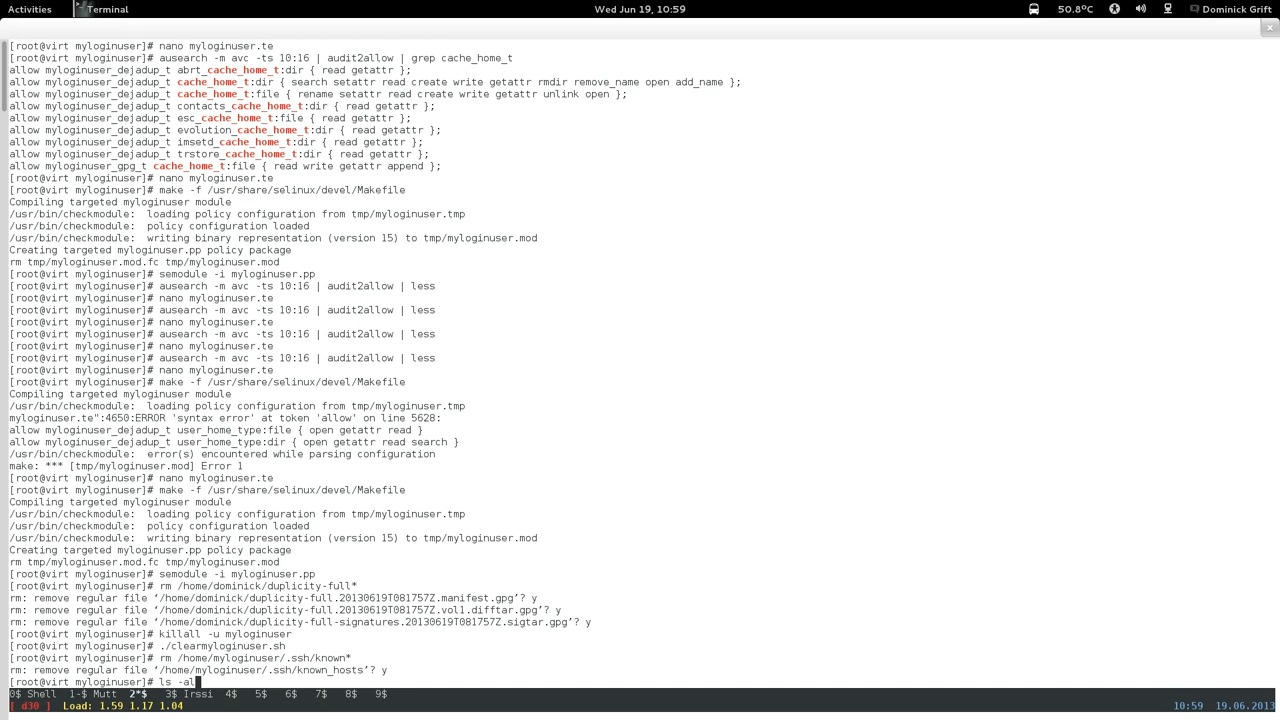 Activities Terminal Wed Jun 19, 10:59 50.8°C Dominick Grift
[root@virt myloginuser]# nano myloginuser.te
[root@virt myloginuser]# ausearch -m avc -ts 10:16 | audit2allow | grep cache_home_t
allow myloginuser_dejadup_t abrt_cache_home_t:dir { read getattr };
allow myloginuser_dejadup_t cache_home_t:dir { search setattr read create write getattr rmdir remove_name open add_name };
allow myloginuser_dejadup_t cache_home_t:file { rename setattr read create write getattr unlink open };
allow myloginuser_dejadup_t contacts_cache_home_t:dir { read getattr };
allow myloginuser_dejadup_t esc_cache_home_t:file { read getattr };
allow myloginuser_dejadup_t evolution_cache_home_t:dir { read getattr };
allow myloginuser_dejadup_t imsetd_cache_home_t:dir { read getattr };
allow myloginuser_dejadup_t trstore_cache_home_t:dir { read getattr };
allow myloginuser_gpg_t cache_home_t:file { read write getattr append };
[root@virt myloginuser]# nano myloginuser.te
[root@virt myloginuser]# make -f /usr/share/selinux/devel/Makefile
Compiling targeted myloginuser module
/usr/bin/checkmodule:  loading policy configuration from tmp/myloginuser.tmp
/usr/bin/checkmodule:  policy configuration loaded
/usr/bin/checkmodule:  writing binary representation (version 15) to tmp/myloginuser.mod
Creating targeted myloginuser.pp policy package
rm tmp/myloginuser.mod.fc tmp/myloginuser.mod
[root@virt myloginuser]# semodule -i myloginuser.pp
[root@virt myloginuser]# ausearch -m avc -ts 10:16 | audit2allow | less
[root@virt myloginuser]# nano myloginuser.te
[root@virt myloginuser]# ausearch -m avc -ts 10:16 | audit2allow | less
[root@virt myloginuser]# nano myloginuser.te
[root@virt myloginuser]# ausearch -m avc -ts 10:16 | audit2allow | less
[root@virt myloginuser]# nano myloginuser.te
[root@virt myloginuser]# ausearch -m avc -ts 10:16 | audit2allow | less
[root@virt myloginuser]# nano myloginuser.te
[root@virt myloginuser]# make -f /usr/share/selinux/devel/Makefile
Compiling targeted myloginuser module
/usr/bin/checkmodule:  loading policy configuration from tmp/myloginuser.tmp
myloginuser.te":4650:ERROR 'syntax error' at token 'allow' on line 5628:
allow myloginuser_dejadup_t user_home_type:file { open getattr read }
allow myloginuser_dejadup_t user_home_type:dir { open getattr read search }
/usr/bin/checkmodule:  error(s) encountered while parsing configuration
make: *** [tmp/myloginuser.mod] Error 1
[root@virt myloginuser]# nano myloginuser.te
[root@virt myloginuser]# make -f /usr/share/selinux/devel/Makefile
Compiling targeted myloginuser module
/usr/bin/checkmodule:  loading policy configuration from tmp/myloginuser.tmp
/usr/bin/checkmodule:  policy configuration loaded
/usr/bin/checkmodule:  writing binary representation (version 15) to tmp/myloginuser.mod
Creating targeted myloginuser.pp policy package
rm tmp/myloginuser.mod.fc tmp/myloginuser.mod
[root@virt myloginuser]# semodule -i myloginuser.pp
[root@virt myloginuser]# rm /home/dominick/duplicity-full*
rm: remove regular file ‘/home/dominick/duplicity-full.20130619T081757Z.manifest.gpg’? y
rm: remove regular file ‘/home/dominick/duplicity-full.20130619T081757Z.vol1.difftar.gpg’? y
rm: remove regular file ‘/home/dominick/duplicity-full-signatures.20130619T081757Z.sigtar.gpg’? y
[root@virt myloginuser]# killall -u myloginuser
[root@virt myloginuser]# ./clearmyloginuser.sh
[root@virt myloginuser]# rm /home/myloginuser/.ssh/known*
rm: remove regular file ‘/home/myloginuser/.ssh/known_hosts’? y
[root@virt myloginuser]# ls -al
0$ Shell  1-$ Mutt  2*$  3$ Irssi  4$  5$  6$  7$  8$  9$
[ d30 ]  Load: 1.59 1.17 1.04 10:59 19.06.2013